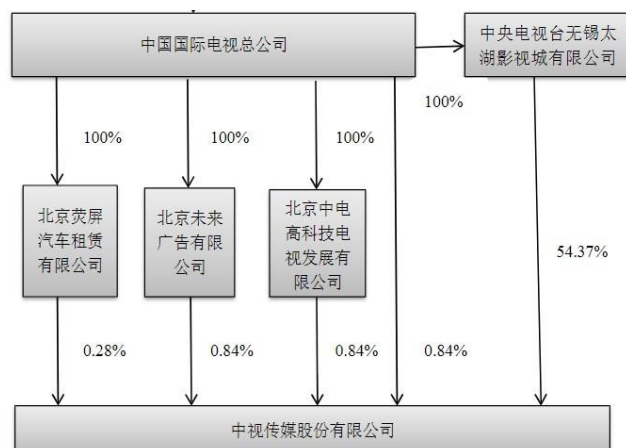 中国国际电视总公司
中央电视台无锡太
湖影视城有限公司
100%
100%
100%
100%
北京荧屏
汽车租赁
有限公司
北京未来
广告有限
公司
北京中电
高科技电
视发展有
限公司
54.37%
0.28%
0.84%
0.84%
0.84%
中视传媒股份有限公司